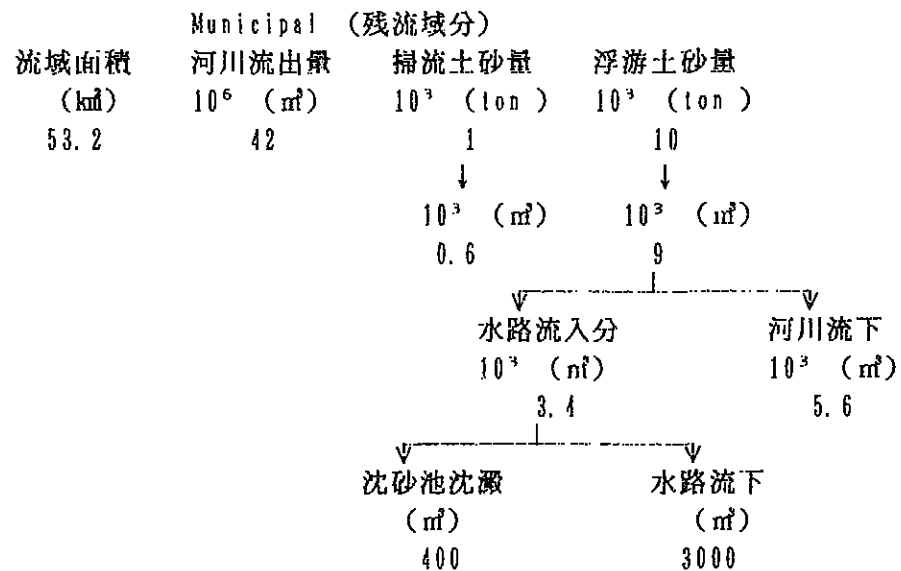 Municipal (残流域分)
流域面積 河川流出量 掃流土砂量 浮游土砂量
(km²) 10⁶ (m³) 10³ (ton) 10³ (ton)
53.2 42 1 10
↓ ↓
10³ (m³) 10³ (m³)
0.6 9
水路流入分 河川流下
10³ (m³) 10³ (m³)
3.4 5.6
沈砂池沈澱 水路流下
(m³) (m³)
400 3000